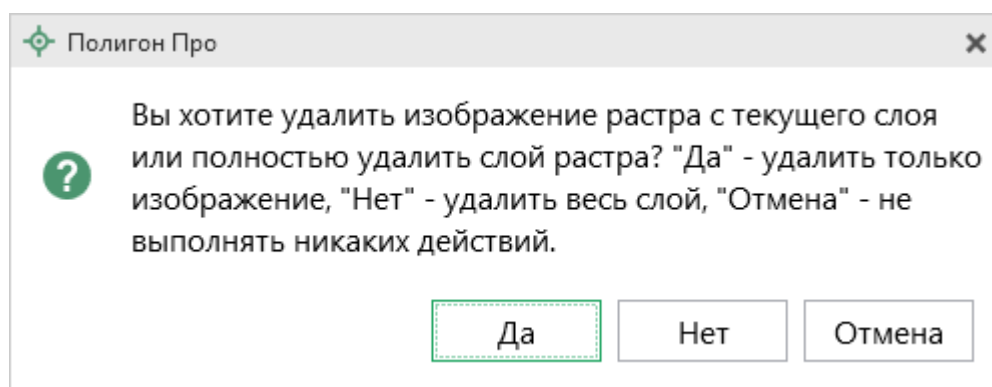 Полигон Про
Вы хотите удалить изображение растра с текущего слоя
или полностью удалить слой растра? "Да" - удалить только
изображение, "Нет" - удалить весь слой, "Отмена" - не
выполнять никаких действий.
Да
Нет
Отмена